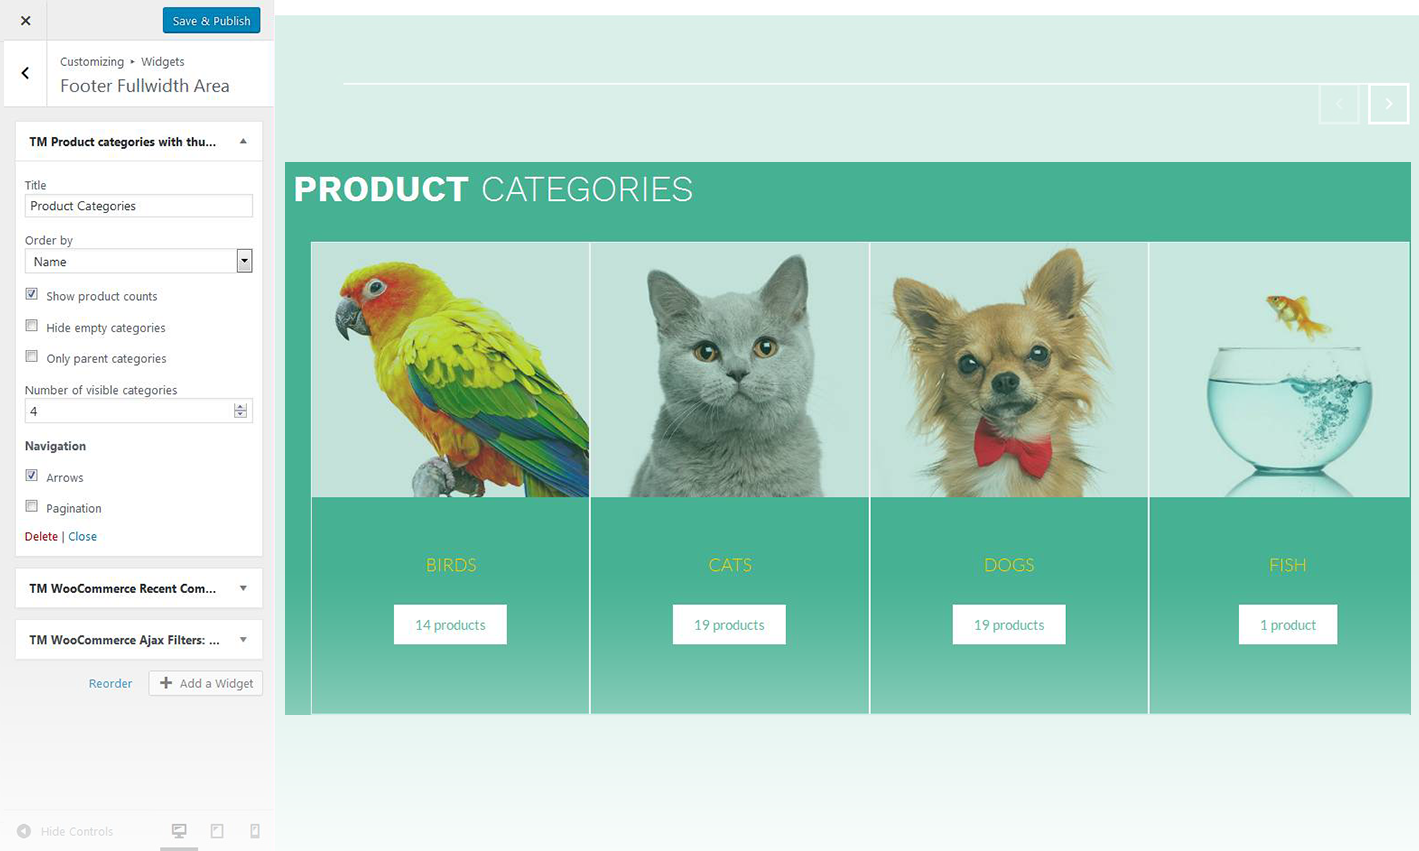 Save & Publish
Customizing ▸ Widgets
Footer Fullwidth Area
TM Product categories with thu...
Title
Product Categories
Order by
Name
Show product counts
Hide empty categories
Only parent categories
Number of visible categories
4
Navigation
Arrows
Pagination
Delete | Close
TM WooCommerce Recent Com...
TM WooCommerce Ajax Filters: ...
Reorder
Add a Widget
Hide Controls
PRODUCT CATEGORIES
BIRDS
14 products
CATS
19 products
DOGS
19 products
FISH
1 product